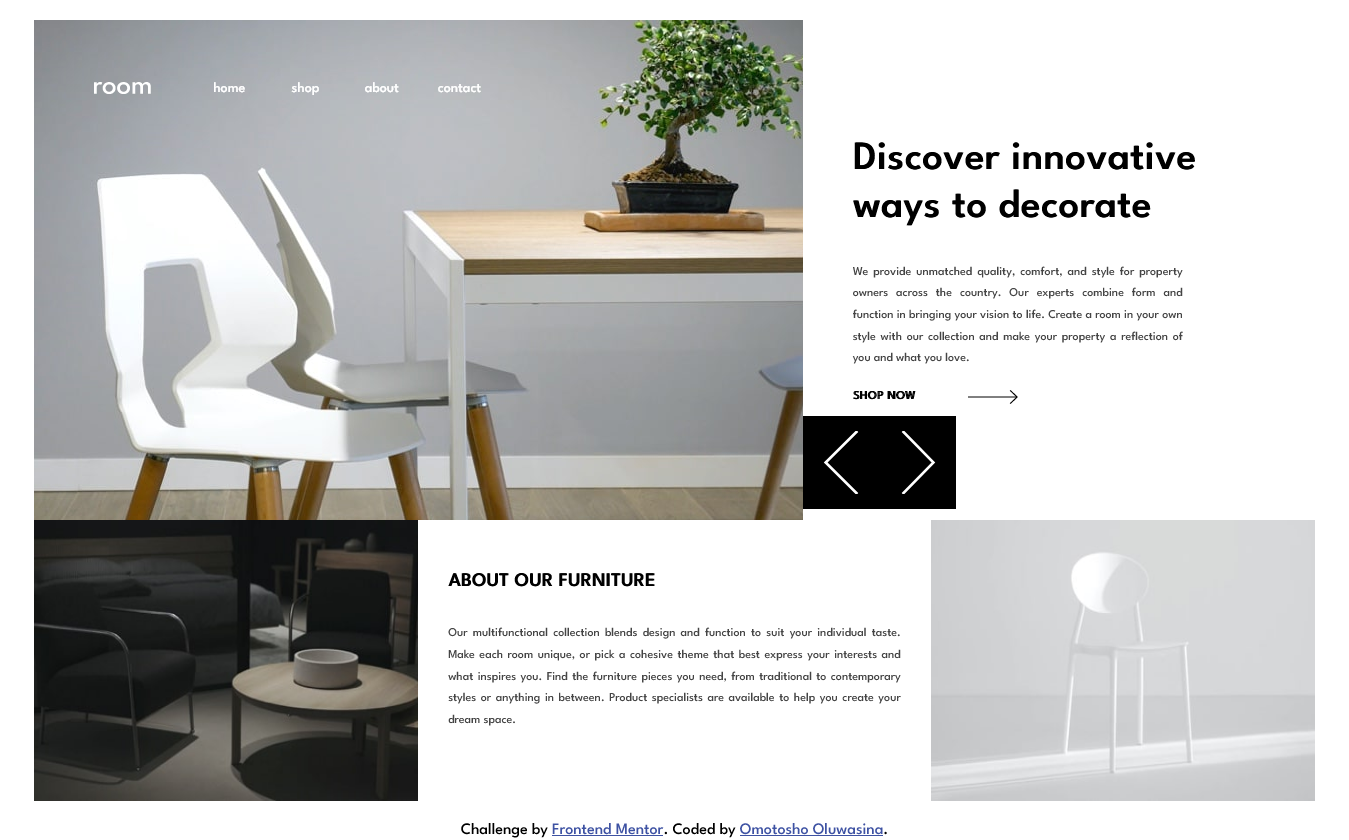 room
home shop about contact
Discover innovative
ways to decorate
We provide unmatched quality, comfort, and style for property
owners across the country. Our experts combine form and
function in bringing your vision to life. Create a room in your own
style with our collection and make your property a reflection of
you and what you love.
SHOP NOW
ABOUT OUR FURNITURE
Our multifunctional collection blends design and function to suit your individual taste.
Make each room unique, or pick a cohesive theme that best express your interests and
what inspires you. Find the furniture pieces you need, from traditional to contemporary
styles or anything in between. Product specialists are available to help you create your
dream space.
Challenge by Frontend Mentor. Coded by Omotosho Oluwasina.